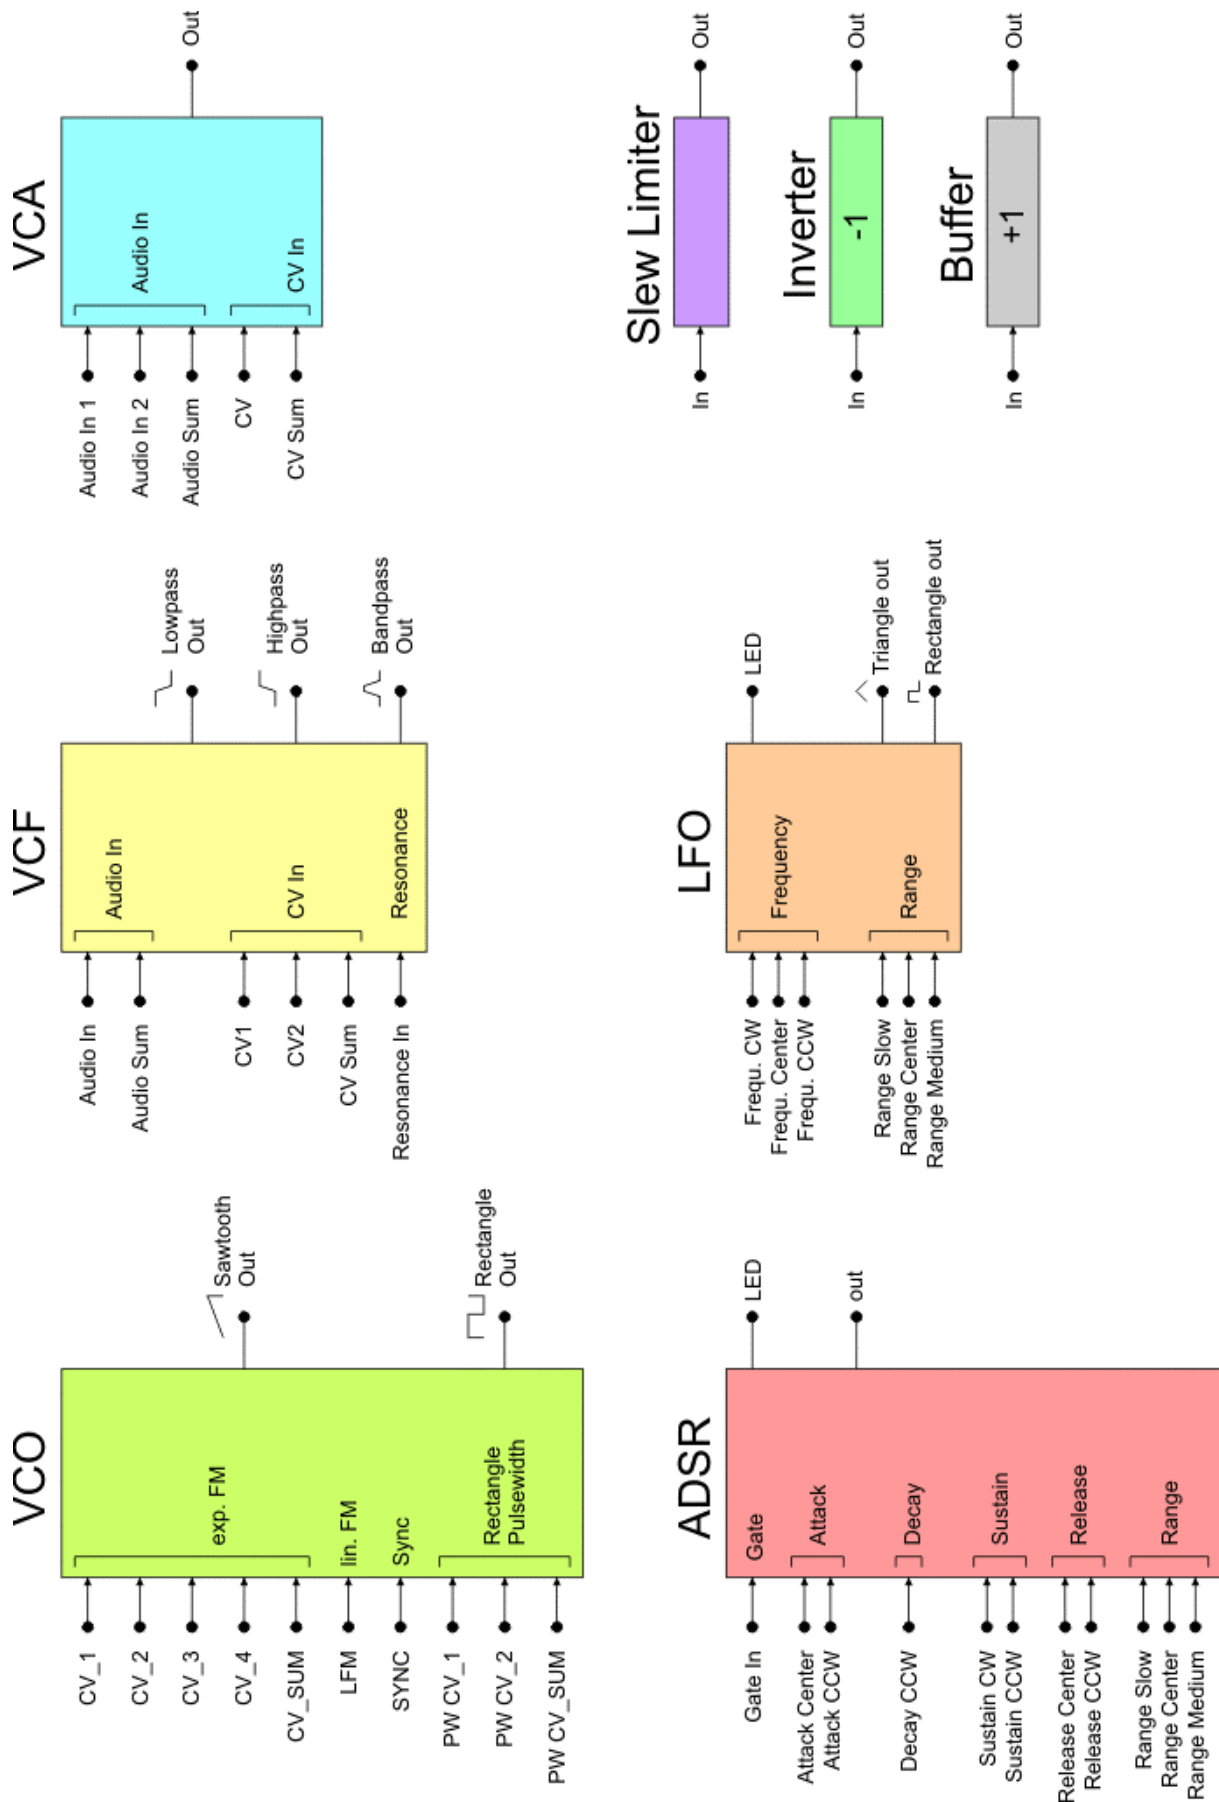 VCO
CV_1
CV_2
CV_3
CV_4
CV_SUM
LFM
SYNC
PW CV_1
PW CV_2
PW CV_SUM
exp. FM
lin. FM
Sync
Rectangle
Pulsewidth
Sawtooth
Out
Rectangle
Out
VCF
Audio In
Audio Sum
CV1
CV2
CV Sum
Resonance In
Audio In
CV In
Resonance
Lowpass
Out
Highpass
Out
Bandpass
Out
VCA
Audio In 1
Audio In 2
Audio Sum
CV
CV Sum
Audio In
CV In
Out
ADSR
Gate In
Attack Center
Attack CCW
Decay CCW
Sustain CW
Sustain CCW
Release Center
Release CCW
Range Slow
Range Center
Range Medium
Gate
Attack
Decay
Sustain
Release
Range
LED
out
LFO
Frequ. CW
Frequ. Center
Frequ. CCW
Range Slow
Range Center
Range Medium
Frequency
Range
LED
Triangle out
Rectangle out
Slew Limiter
In
Out
Inverter
In
-1
Out
Buffer
In
+1
Out